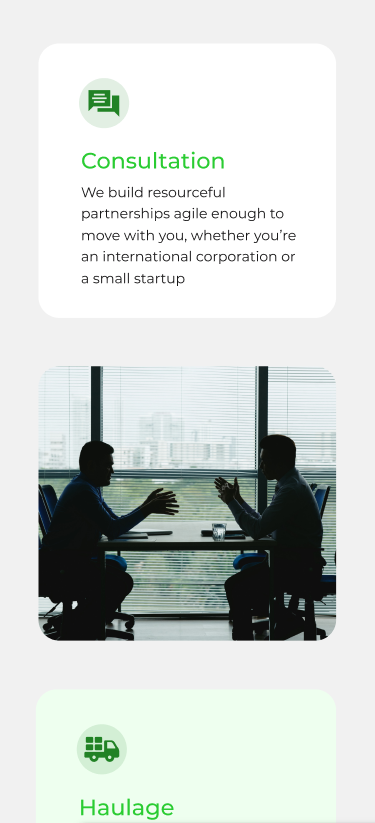 Consultation
We build resourceful
partnerships agile enough to
move with you, whether you're
an international corporation or
a small startup
Haulage